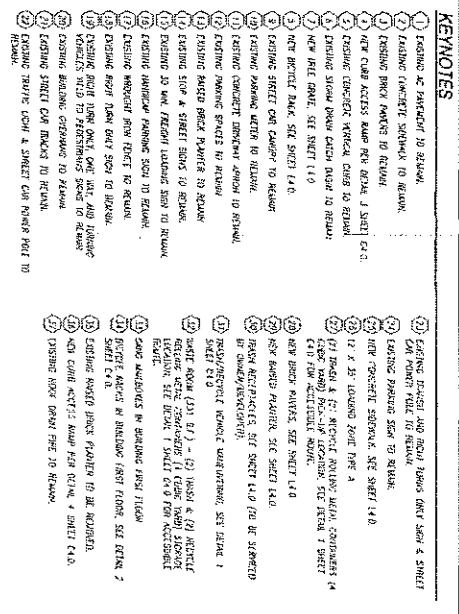 KEYNOTES
1 EXISTING AC PAVEMENT TO REMAIN.
2 EXISTING CONCRETE SIDEWALK TO REMAIN.
3 EXISTING BRICK PAVERS TO REMAIN.
4 NEW CURB ACCESS RAMP PER DETAIL 3 SHEET C4.0.
5 EXISTING CONCRETE VERTICAL CURB TO REMAIN.
6 EXISTING STORM DRAIN CATCH BASIN TO REMAIN.
7 NEW TREE GRATE. SEE SHEET L4.0
8 NEW BICYCLE RACK. SEE SHEET L4.0
9 EXISTING STREET CAR CANOPY TO REMAIN.
10 EXISTING PARKING METER TO REMAIN.
11 EXISTING CONCRETE DRIVEWAY APRON TO REMAIN.
12 EXISTING PARKING SPACES TO REMAIN
13 EXISTING RAISED BRICK PLANTER TO REMAIN
14 EXISTING STOP & STREET SIGNS TO REMAIN.
15 EXISTING 30 MIN. FREIGHT LOADING SIGN TO REMAIN.
16 EXISTING HANDICAP PARKING SIGN TO REMAIN.
17 EXISTING WROUGHT IRON FENCE TO REMAIN.
18 EXISTING RIGHT TURN ONLY SIGN TO REMAIN.
19 EXISTING RIGHT TURN ONLY, ONE WAY, AND TURNING
VEHICLES YIELD TO PEDESTRIANS SIGNS TO REMAIN.
20 EXISTING BUILDING OPENINGS TO REMAIN.
21 EXISTING STREET CAR TRACKS TO REMAIN.
22 EXISTING TRAFFIC LIGHT & STREET CAR POWER POLE TO
REMAIN.
23 EXISTING TRANSIT AND RIGHT TURNS ONLY SIGN & STREET
CAR POWER POLE TO REMAIN.
24 EXISTING PARKING SIGN TO REMAIN.
25 NEW CONCRETE SIDEWALK. SEE SHEET L4.0.
26 12' X 35' LOADING ZONE TYPE A
27 (2) TRASH & (2) RECYCLE ROLLING METAL CONTAINERS (4
CUBIC YARD) PICK-UP LOCATION. SEE DETAIL 1 SHEET
C4.0 FOR ACCESSIBLE ROUTE.
28 NEW BRICK PAVERS. SEE SHEET L4.0
29 NEW RAISED PLANTER. SEE SHEET L4.0.
30 TRASH RECEPTACLES. SEE SHEET L4.0 (TO BE SERVICED
BY OWNER/DEVELOPER).
31 TRASH/RECYCLE VEHICLE MANEUVERING, SEE DETAIL 1
SHEET C4.0.
32 WASTE ROOM (331 S.F.) - (2) TRASH & (2) RECYCLE
ROLLING METAL CONTAINERS (4 CUBIC YARD) STORAGE
LOCATION. SEE DETAIL 1 SHEET C4.0 FOR ACCESSIBLE
ROUTE.
33 GANG MAILBOXES IN BUILDING FIRST FLOOR
34 BICYCLE RACKS IN BUILDING FIRST FLOOR. SEE DETAIL 2
SHEET C4.0.
35 EXISTING RAISED BRICK PLANTER TO BE REMOVED.
36 NEW CURB ACCESS RAMP PER DETAIL 4 SHEET C4.0.
37 EXISTING ROOF DRAIN PIPE TO REMAIN.